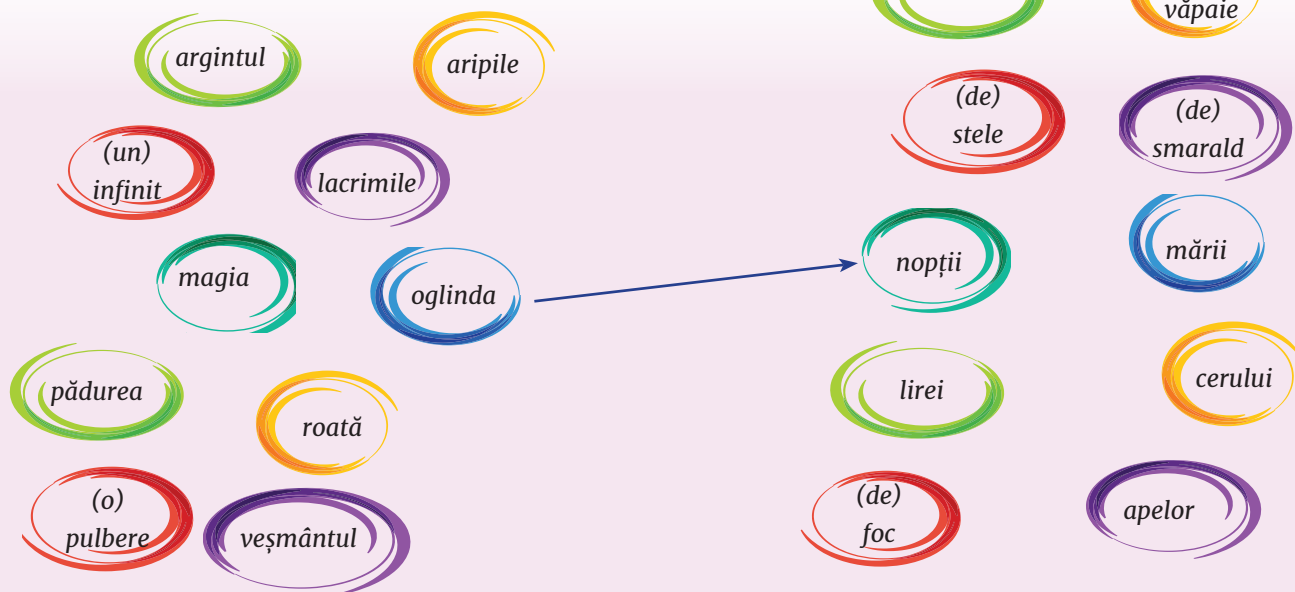 argintul
aripile
(un)
infinit
lacrimile
magia
oglinda
pădurea
roată
(o)
pulbere
veșmântul
văpaie
(de)
stele
(de)
smarald
nopții
mării
lirei
cerului
(de)
foc
apelor